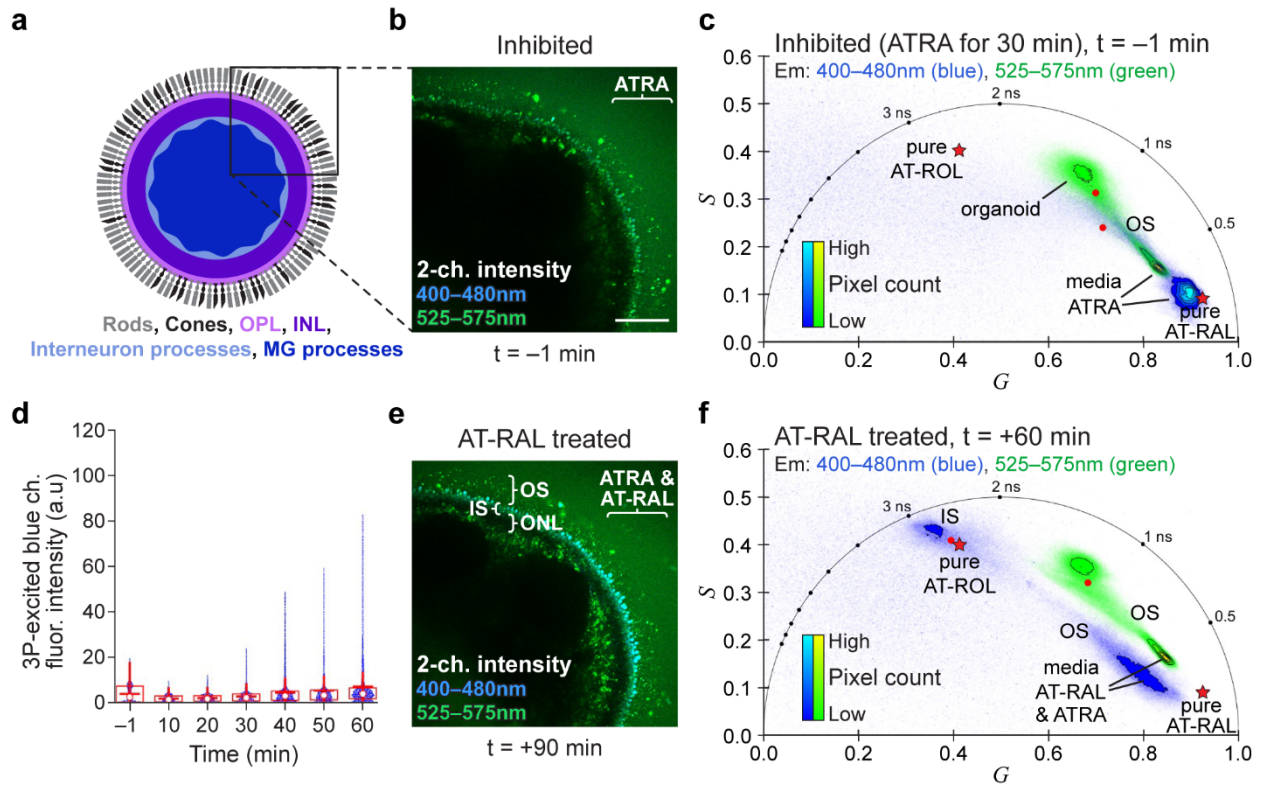 a
Rods, Cones, OPL, INL,
Interneuron processes, MG processes
b
Inhibited
ATRA
2-ch. intensity
400–480nm
525–575nm
t = –1 min
c
Inhibited (ATRA for 30 min), t = –1 min
Em: 400–480nm (blue), 525–575nm (green)
0.6
0.5
0.4
0.3
0.2
0.1
0.0
S
3 ns
2 ns
1 ns
0.5
pure
AT-ROL
organoid
OS
media
ATRA
pure
AT-RAL
High
Pixel count
Low
0.0
0.2
0.4
0.6
0.8
1.0
G
d
3P-excited blue ch.
fluor. intensity (a.u)
120
100
80
60
40
20
0
–1
10
20
30
40
50
60
Time (min)
e
AT-RAL treated
OS
IS
ONL
ATRA &
AT-RAL
2-ch. intensity
400–480nm
525–575nm
t = +90 min
f
AT-RAL treated, t = +60 min
Em: 400–480nm (blue), 525–575nm (green)
0.6
0.5
0.4
0.3
0.2
0.1
0.0
S
3 ns
2 ns
1 ns
0.5
IS
pure
AT-ROL
OS
OS
media
AT-RAL
& ATRA
pure
AT-RAL
High
Pixel count
Low
0.0
0.2
0.4
0.6
0.8
1.0
G